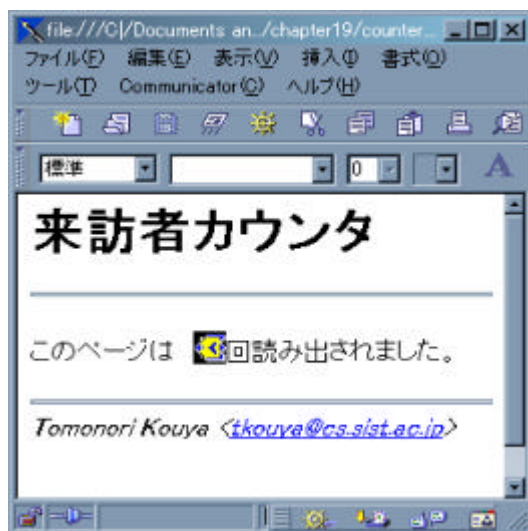 file:///C|/Documents an../chapter19/counter...
ファイル(F) 編集(E) 表示(V) 挿入(I) 書式(O)
ツール(T) Communicator(C) ヘルプ(H)
標準 0 A
来訪者カウンタ
このページは 回読み出されました。
Tomonori Kouya <tkouya@cs.sist.ac.jp>